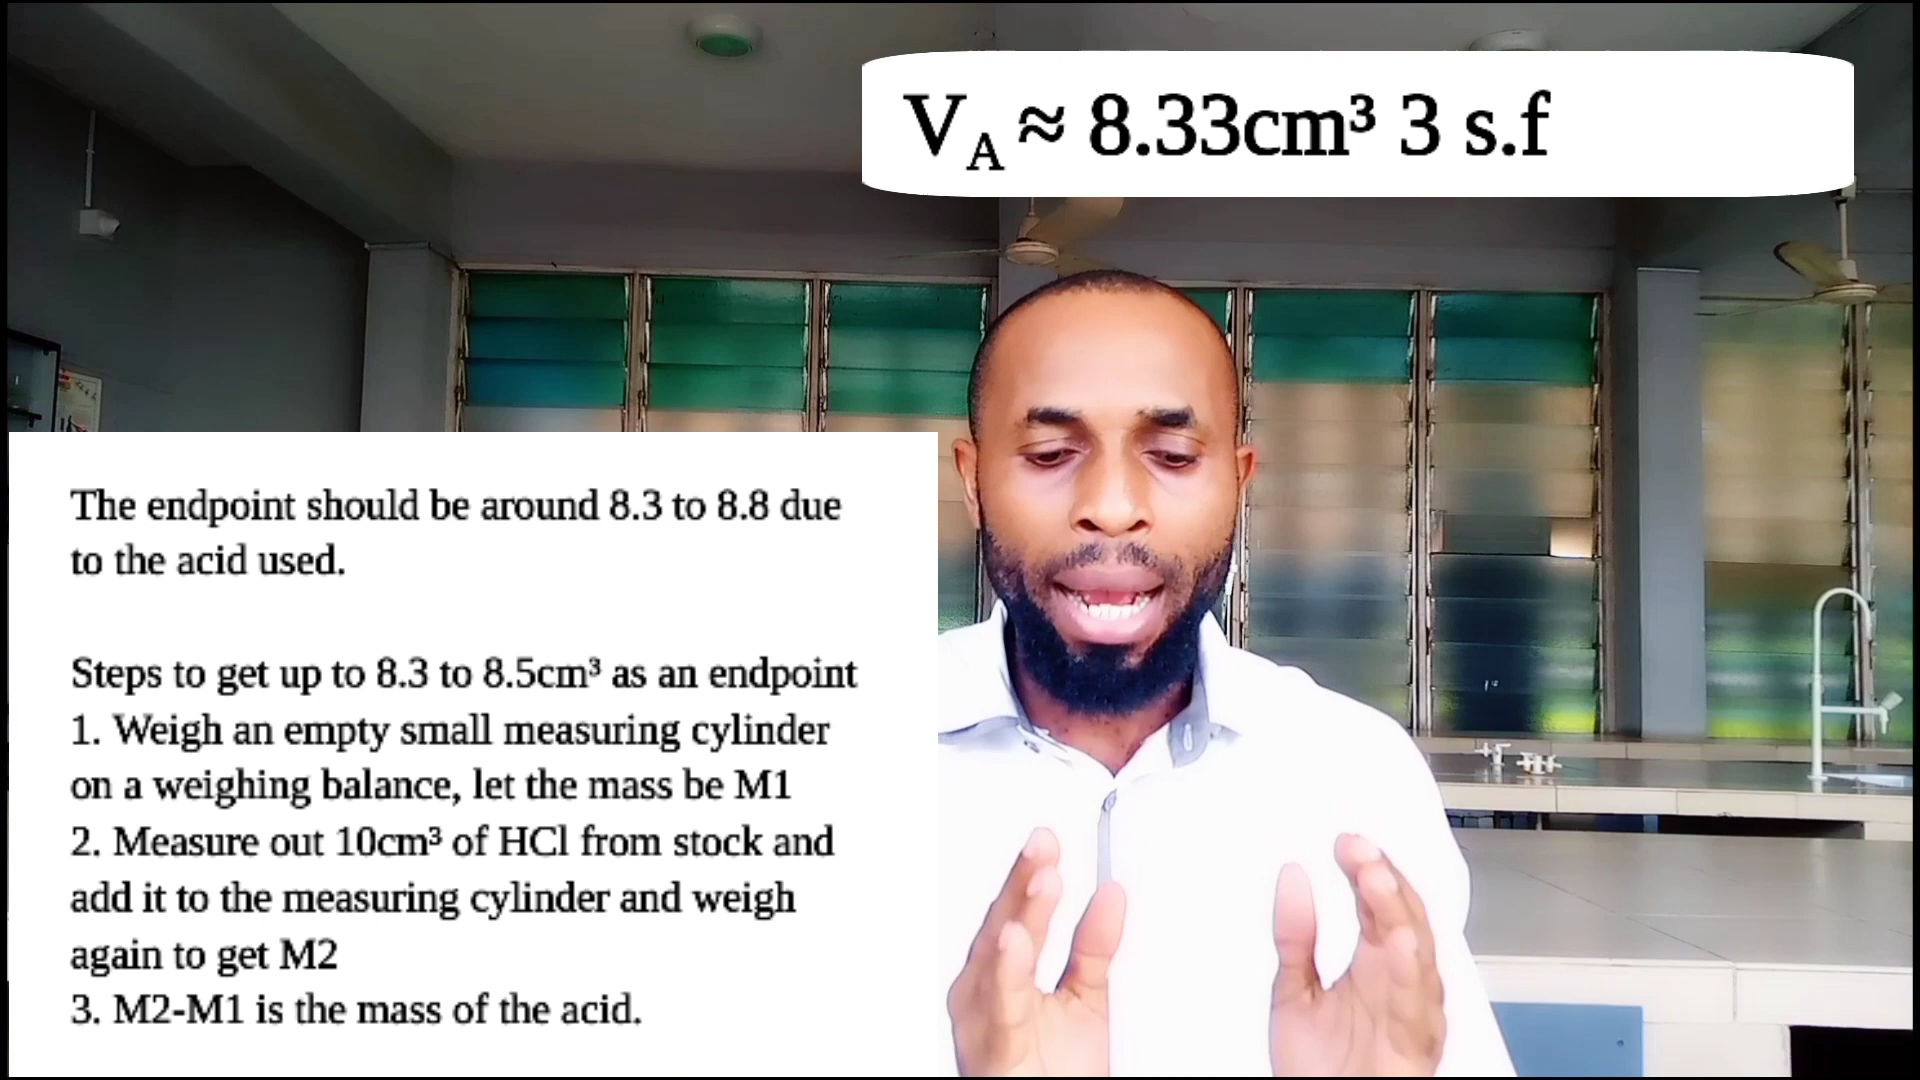 V_A ≈ 8.33cm³ 3 s.f
The endpoint should be around 8.3 to 8.8 due
to the acid used.
Steps to get up to 8.3 to 8.5cm³ as an endpoint
1. Weigh an empty small measuring cylinder
on a weighing balance, let the mass be M1
2. Measure out 10cm³ of HCl from stock and
add it to the measuring cylinder and weigh
again to get M2
3. M2-M1 is the mass of the acid.